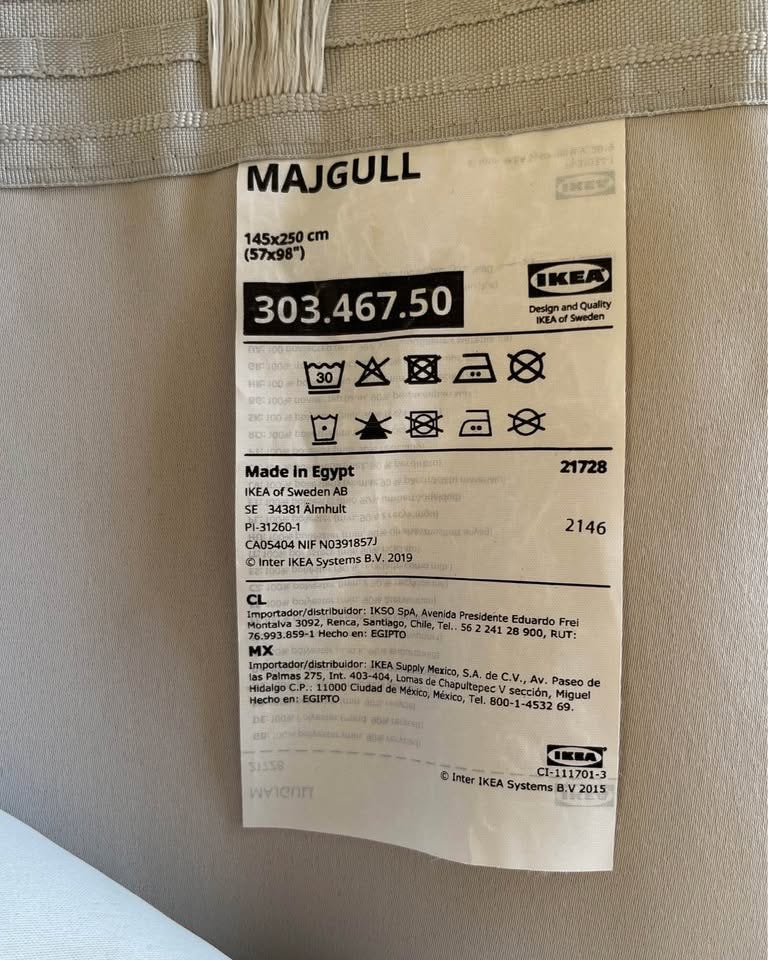 MAJGULL
145x250 cm
(57x98")
303.467.50
IKEA
Design and Quality
IKEA of Sweden
30
Made in Egypt 21728
IKEA of Sweden AB
SE 34381 Älmhult
PI-31260-1 2146
CA05404 NIF N0391857J
© Inter IKEA Systems B.V. 2019
CL
Importador/distribuidor: IKSO SpA, Avenida Presidente Eduardo Frei
Montalva 3092, Renca, Santiago, Chile, Tel.. 56 2 241 28 900, RUT:
76.993.859-1 Hecho en: EGIPTO
MX
Importador/distribuidor: IKEA Supply Mexico, S.A. de C.V., Av. Paseo de
las Palmas 275, Int. 403-404, Lomas de Chapultepec V sección, Miguel
Hidalgo C.P.: 11000 Ciudad de México, México, Tel. 800-1-4532 69.
Hecho en: EGIPTO
IKEA
CI-111701-3
© Inter IKEA Systems B.V 2015
21728
MAJGULL
IKEA